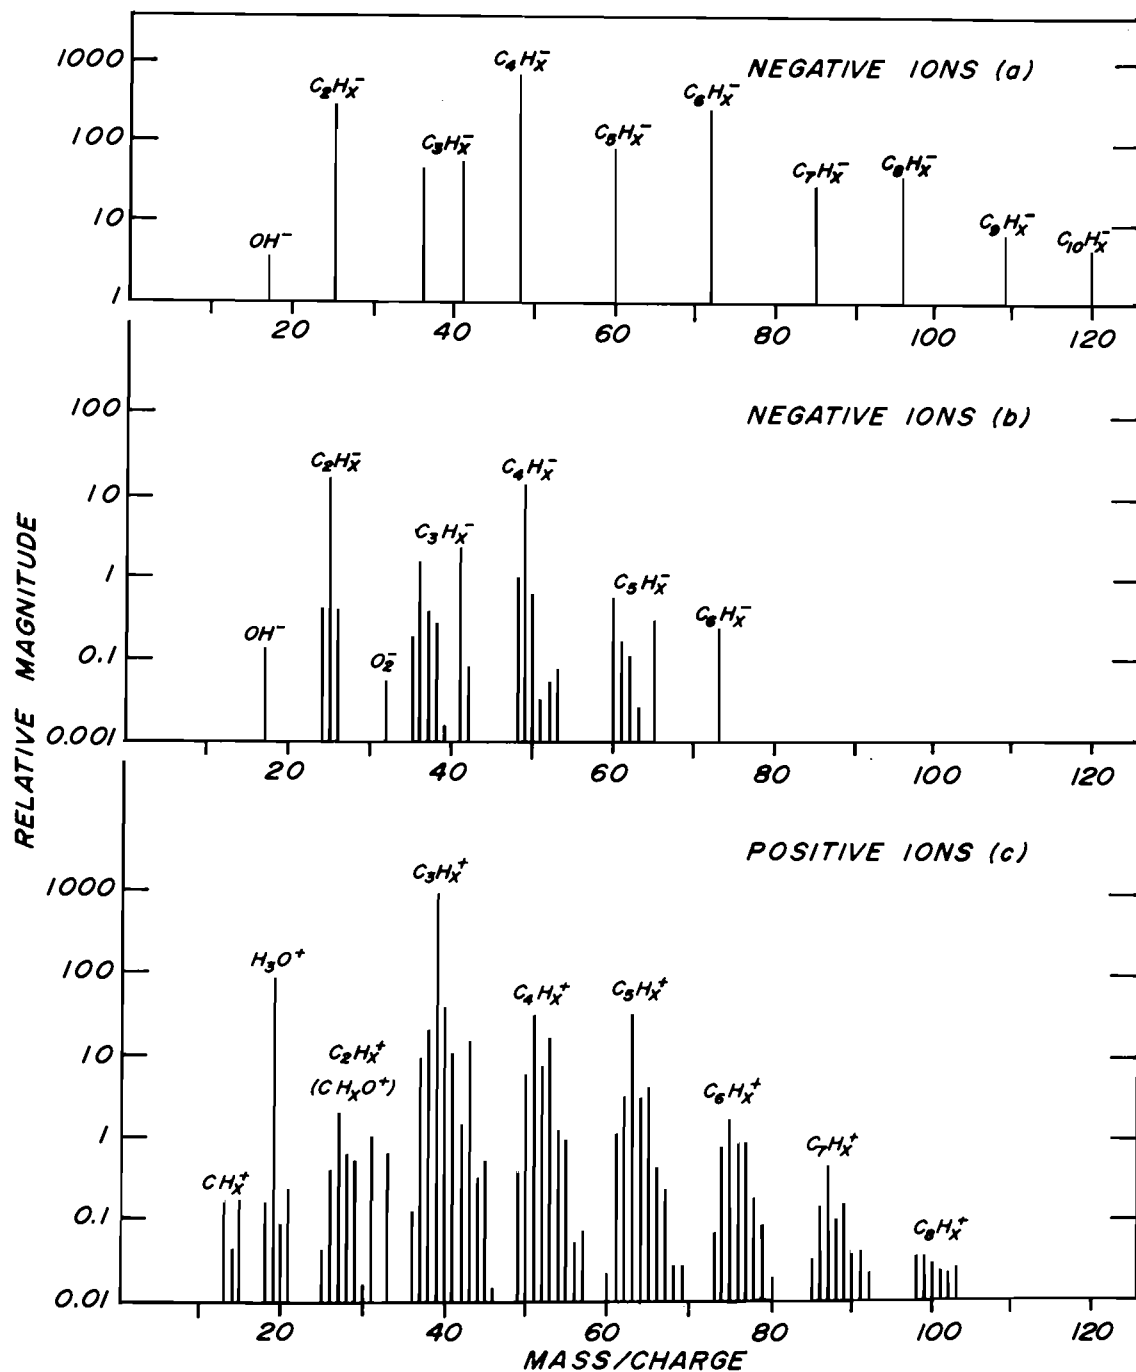 NEGATIVE IONS (a)
1000
100
10
1
OH⁻
C₂Hₓ⁻
C₃Hₓ⁻
C₄Hₓ⁻
C₅Hₓ⁻
C₆Hₓ⁻
C₇Hₓ⁻
C₈Hₓ⁻
C₉Hₓ⁻
C₁₀Hₓ⁻
20 40 60 80 100 120
NEGATIVE IONS (b)
100
10
1
0.1
0.001
OH⁻
C₂Hₓ⁻
O₂⁻
C₃Hₓ⁻
C₄Hₓ⁻
C₅Hₓ⁻
C₆Hₓ⁻
20 40 60 80 100 120
RELATIVE MAGNITUDE
POSITIVE IONS (c)
1000
100
10
1
0.1
0.01
CHₓ⁺
H₃O⁺
C₂Hₓ⁺
(CHₓO⁺)
C₃Hₓ⁺
C₄Hₓ⁺
C₅Hₓ⁺
C₆Hₓ⁺
C₇Hₓ⁺
C₈Hₓ⁺
20 40 60 80 100 120
MASS/CHARGE